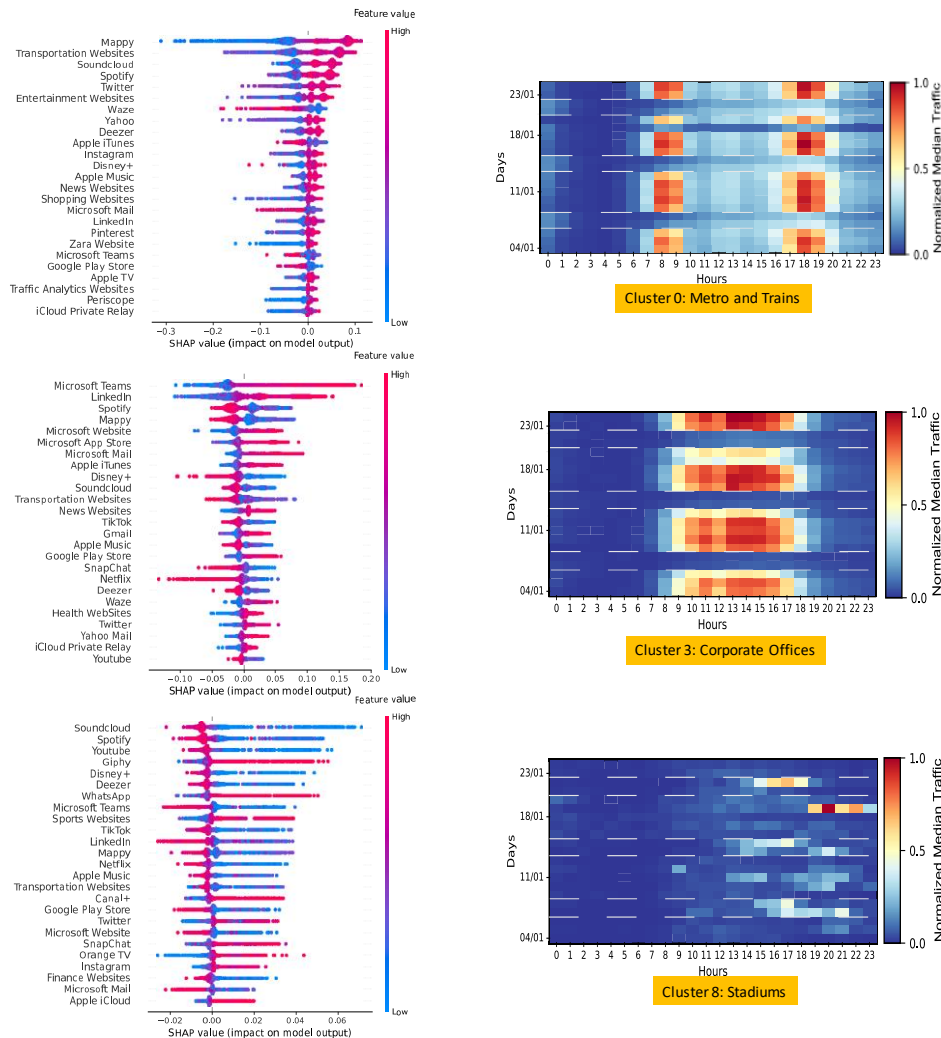 Feature value
High
Mappy
Transportation Websites
Soundcloud
Spotify
Twitter
Entertainment Websites
Waze
Yahoo
Deezer
Apple iTunes
Instagram
Disney+
Apple Music
News Websites
Shopping Websites
Microsoft Mail
LinkedIn
Pinterest
Zara Website
Microsoft Teams
Google Play Store
Apple TV
Traffic Analytics Websites
Periscope
iCloud Private Relay
Low
−0.3 −0.2 −0.1 0.0 0.1
SHAP value (impact on model output)
Days
23/01
18/01
11/01
04/01
0 1 2 3 4 5 6 7 8 9 10 11 12 13 14 15 16 17 18 19 20 21 22 23
Hours
1.0
0.5
0.0
Normalized Median Traffic
Cluster 0: Metro and Trains
Feature value
High
Microsoft Teams
LinkedIn
Spotify
Mappy
Microsoft Website
Microsoft App Store
Microsoft Mail
Apple iTunes
Disney+
Soundcloud
Transportation Websites
News Websites
TikTok
Gmail
Apple Music
Google Play Store
SnapChat
Netflix
Deezer
Waze
Health WebSites
Twitter
Yahoo Mail
iCloud Private Relay
Youtube
Low
−0.10 −0.05 0.00 0.05 0.10 0.15 0.20
SHAP value (impact on model output)
Days
23/01
18/01
11/01
04/01
0 1 2 3 4 5 6 7 8 9 10 11 12 13 14 15 16 17 18 19 20 21 22 23
Hours
1.0
0.5
0.0
Normalized Median Traffic
Cluster 3: Corporate Offices
Feature value
High
Soundcloud
Spotify
Youtube
Giphy
Disney+
Deezer
WhatsApp
Microsoft Teams
Sports Websites
TikTok
LinkedIn
Mappy
Netflix
Apple Music
Transportation Websites
Canal+
Google Play Store
Twitter
Microsoft Website
SnapChat
Orange TV
Instagram
Finance Websites
Microsoft Mail
Apple iCloud
Low
−0.02 0.00 0.02 0.04 0.06
SHAP value (impact on model output)
Days
23/01
18/01
11/01
04/01
0 1 2 3 4 5 6 7 8 9 10 11 12 13 14 15 16 17 18 19 20 21 22 23
Hours
1.0
0.5
0.0
Normalized Median Traffic
Cluster 8: Stadiums